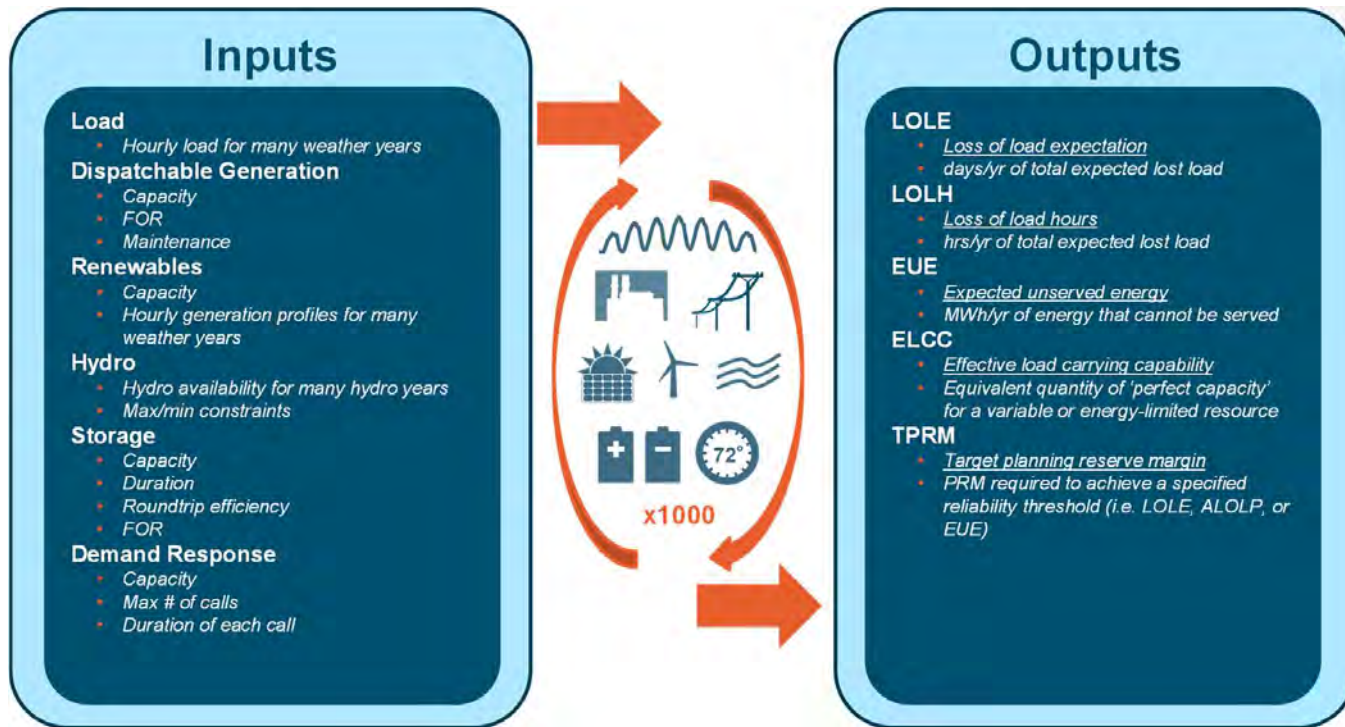 Inputs
Load
• Hourly load for many weather years
Dispatchable Generation
• Capacity
• FOR
• Maintenance
Renewables
• Capacity
• Hourly generation profiles for many
weather years
Hydro
• Hydro availability for many hydro years
• Max/min constraints
Storage
• Capacity
• Duration
• Roundtrip efficiency
• FOR
Demand Response
• Capacity
• Max # of calls
• Duration of each call
+
−
72°
x1000
Outputs
LOLE
• Loss of load expectation
• days/yr of total expected lost load
LOLH
• Loss of load hours
• hrs/yr of total expected lost load
EUE
• Expected unserved energy
• MWh/yr of energy that cannot be served
ELCC
• Effective load carrying capability
• Equivalent quantity of 'perfect capacity'
for a variable or energy-limited resource
TPRM
• Target planning reserve margin
• PRM required to achieve a specified
reliability threshold (i.e. LOLE, ALOLP, or
EUE)